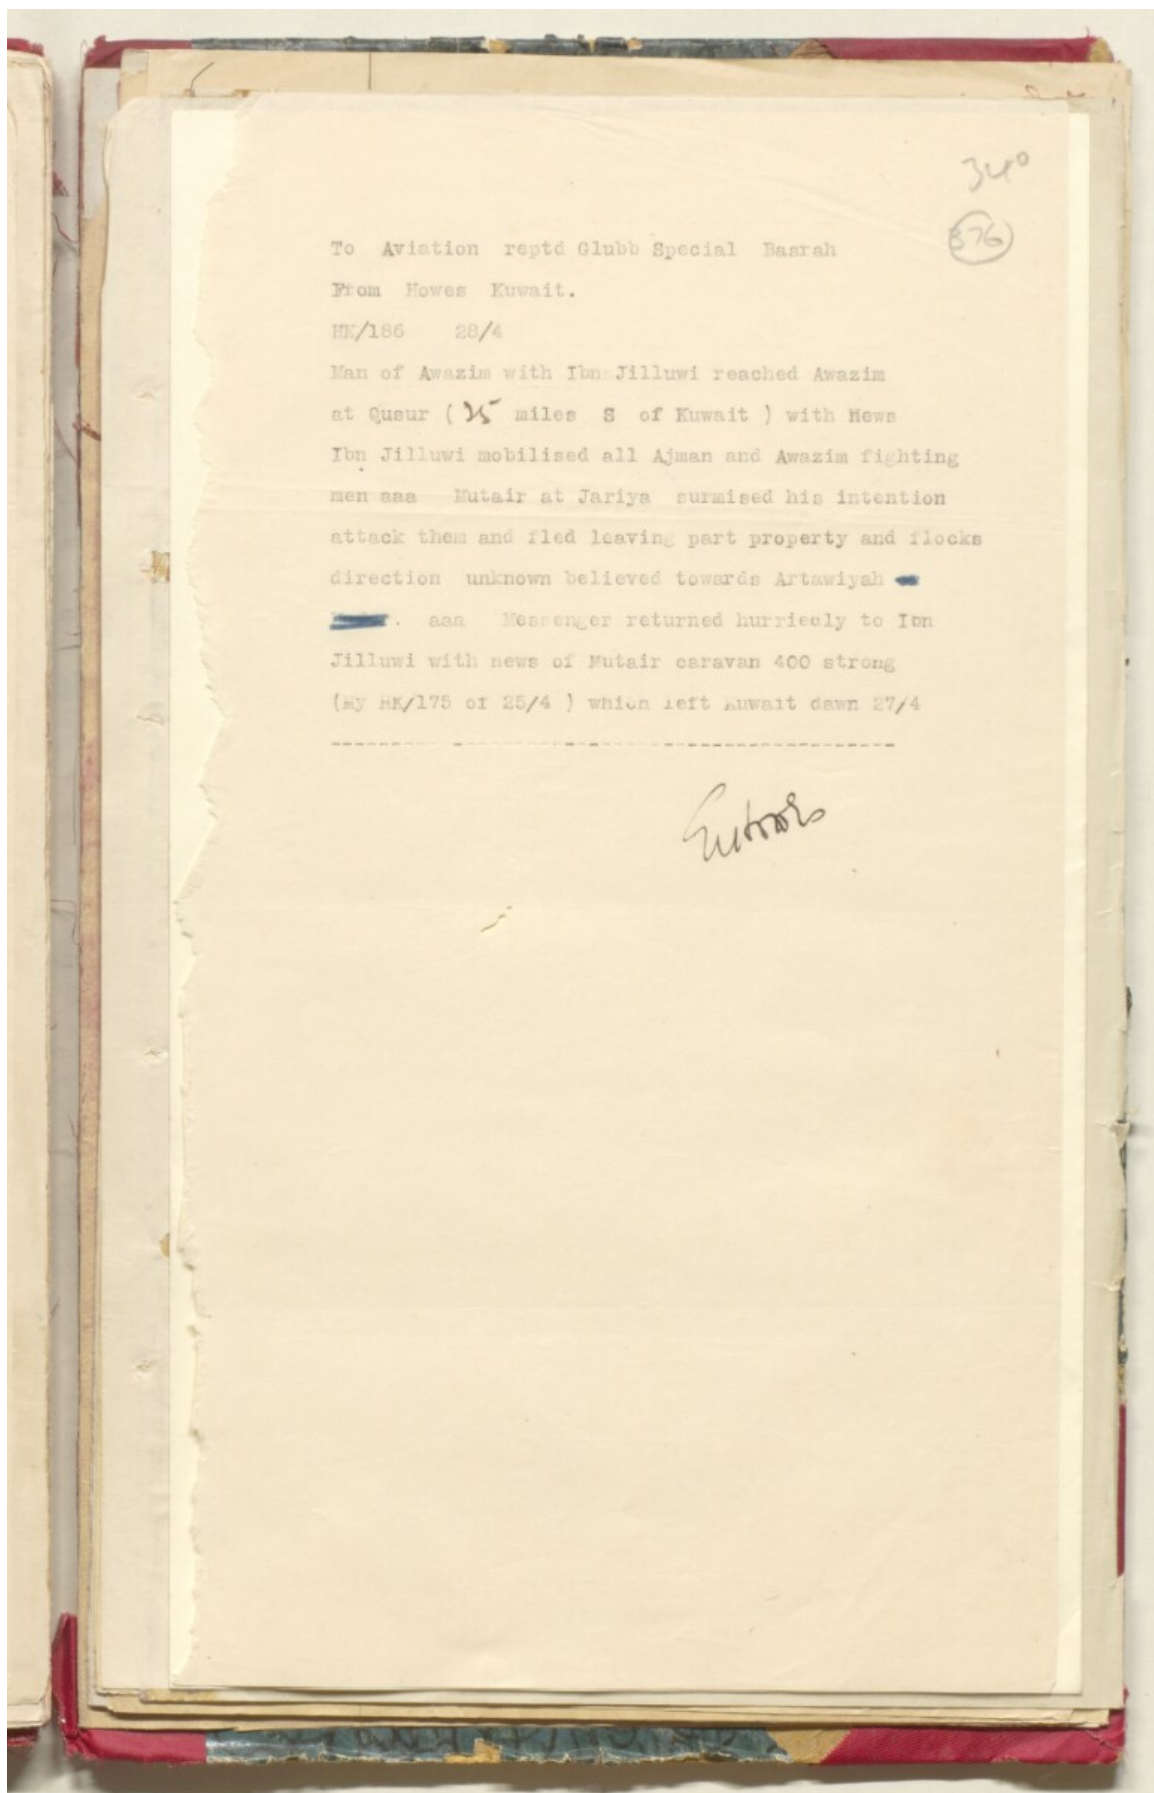 340
376
To Aviation reptd Glubb Special Basrah
From Howes Kuwait.
HK/186 28/4
Man of Awazim with Ibn Jilluwi reached Awazim
at Qusur ( 25 miles S of Kuwait ) with News
Ibn Jilluwi mobilised all Ajman and Awazim fighting
men aaa Mutair at Jariya surmised his intention
attack them and fled leaving part property and flocks
direction unknown believed towards Artawiyah
. aaa Messenger returned hurriedly to Ibn
Jilluwi with news of Mutair caravan 400 strong
(My HK/175 of 25/4 ) which left Kuwait dawn 27/4